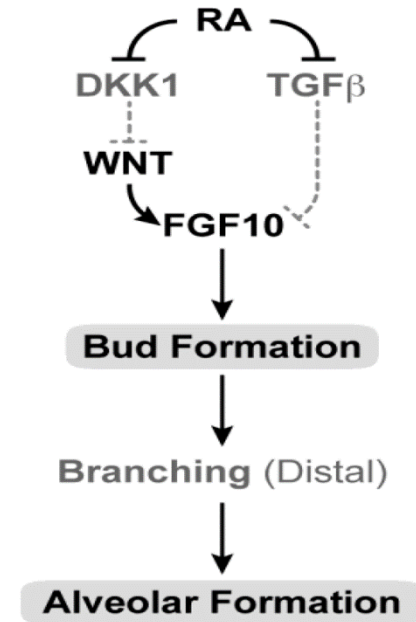 RA
DKK1 TGFβ
WNT
FGF10
Bud Formation
Branching (Distal)
Alveolar Formation